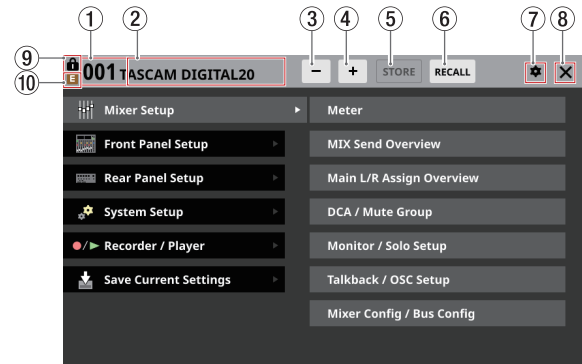 ① ② ③ ④ ⑤ ⑥ ⑦ ⑧
⑨
⑩
E
001 TASCAM DIGITAL20 − + STORE RECALL
Mixer Setup
Front Panel Setup
Rear Panel Setup
System Setup
Recorder / Player
Save Current Settings
Meter
MIX Send Overview
Main L/R Assign Overview
DCA / Mute Group
Monitor / Solo Setup
Talkback / OSC Setup
Mixer Config / Bus Config